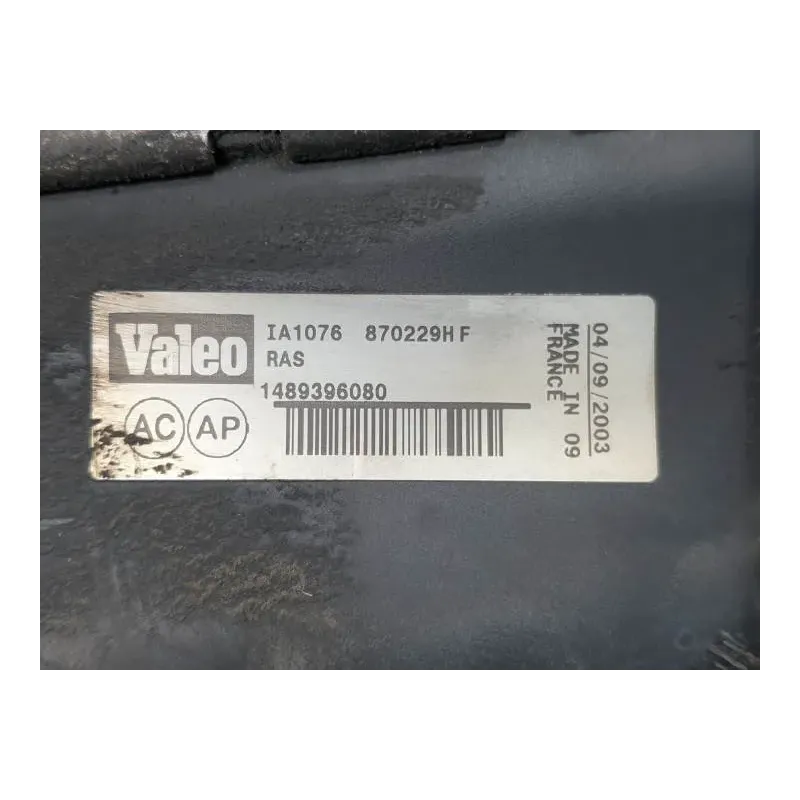 Valeo
IA1076 870229HF
RAS
1489396080
AC AP
04/09/2003
MADE IN 09
FRANCE